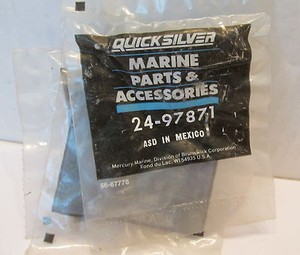 QUICKSILVER
MARINE
PARTS &
ACCESSORIES
24-97871
ASD IN MEXICO
Mercury Marine, Division of Brunswick Corporation
Fond du Lac, WI 54935 U.S.A.